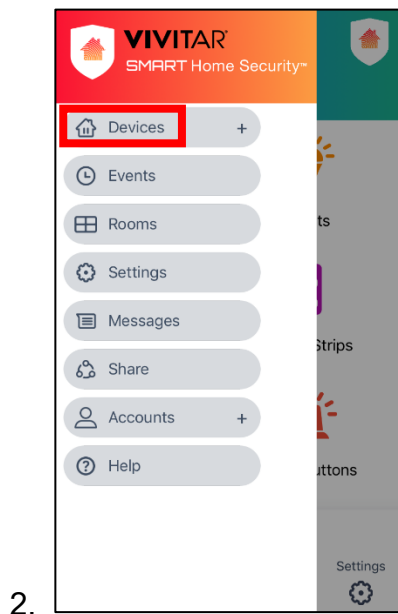 VIVITAR®
SMART Home Security™
Devices +
Events
ts
Rooms
Settings
Messages
Strips
Share
Accounts +
uttons
Help
Settings
2.